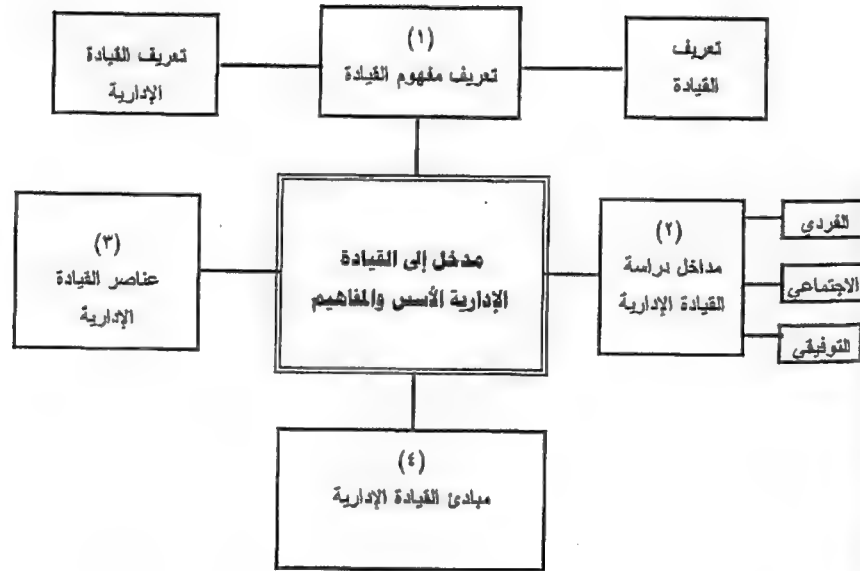 (١)
تعريف مفهوم القيادة
تعريف
القيادة
تعريف القيادة
الإدارية
مدخل إلى القيادة
الإدارية الأسس والمفاهيم
(٢)
مداخل دراسة
القيادة الإدارية
الفردي
الاجتماعي
التوفيقي
(٣)
عناصر القيادة
الإدارية
(٤)
مبادئ القيادة الإدارية